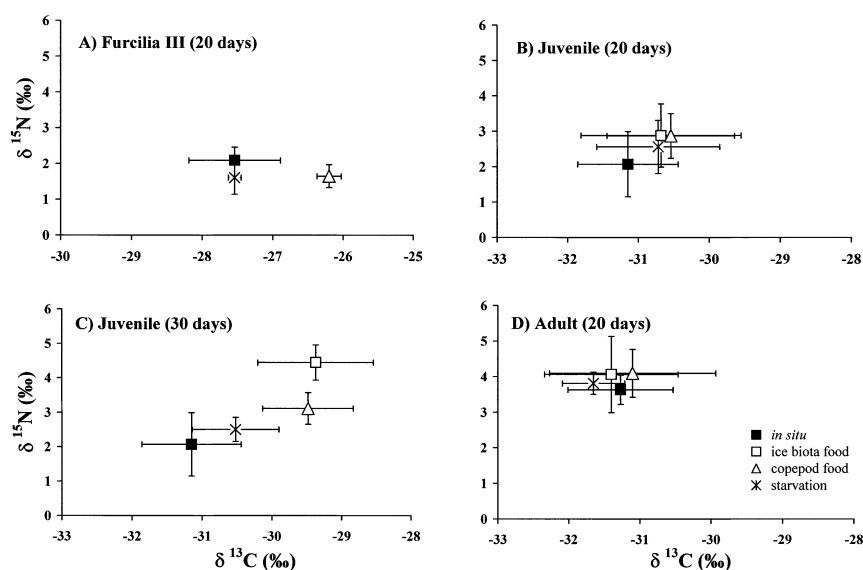 A) Furcilia III (20 days)
δ ¹⁵N (‰)
6
5
4
3
2
1
0
-30 -29 -28 -27 -26 -25
B) Juvenile (20 days)
6
5
4
3
2
1
0
-33 -32 -31 -30 -29 -28
C) Juvenile (30 days)
δ ¹⁵N (‰)
6
5
4
3
2
1
0
-33 -32 -31 -30 -29 -28
δ ¹³C (‰)
D) Adult (20 days)
6
5
4
3
2
1
0
in situ
ice biota food
copepod food
starvation
-33 -32 -31 -30 -29 -28
δ ¹³C (‰)